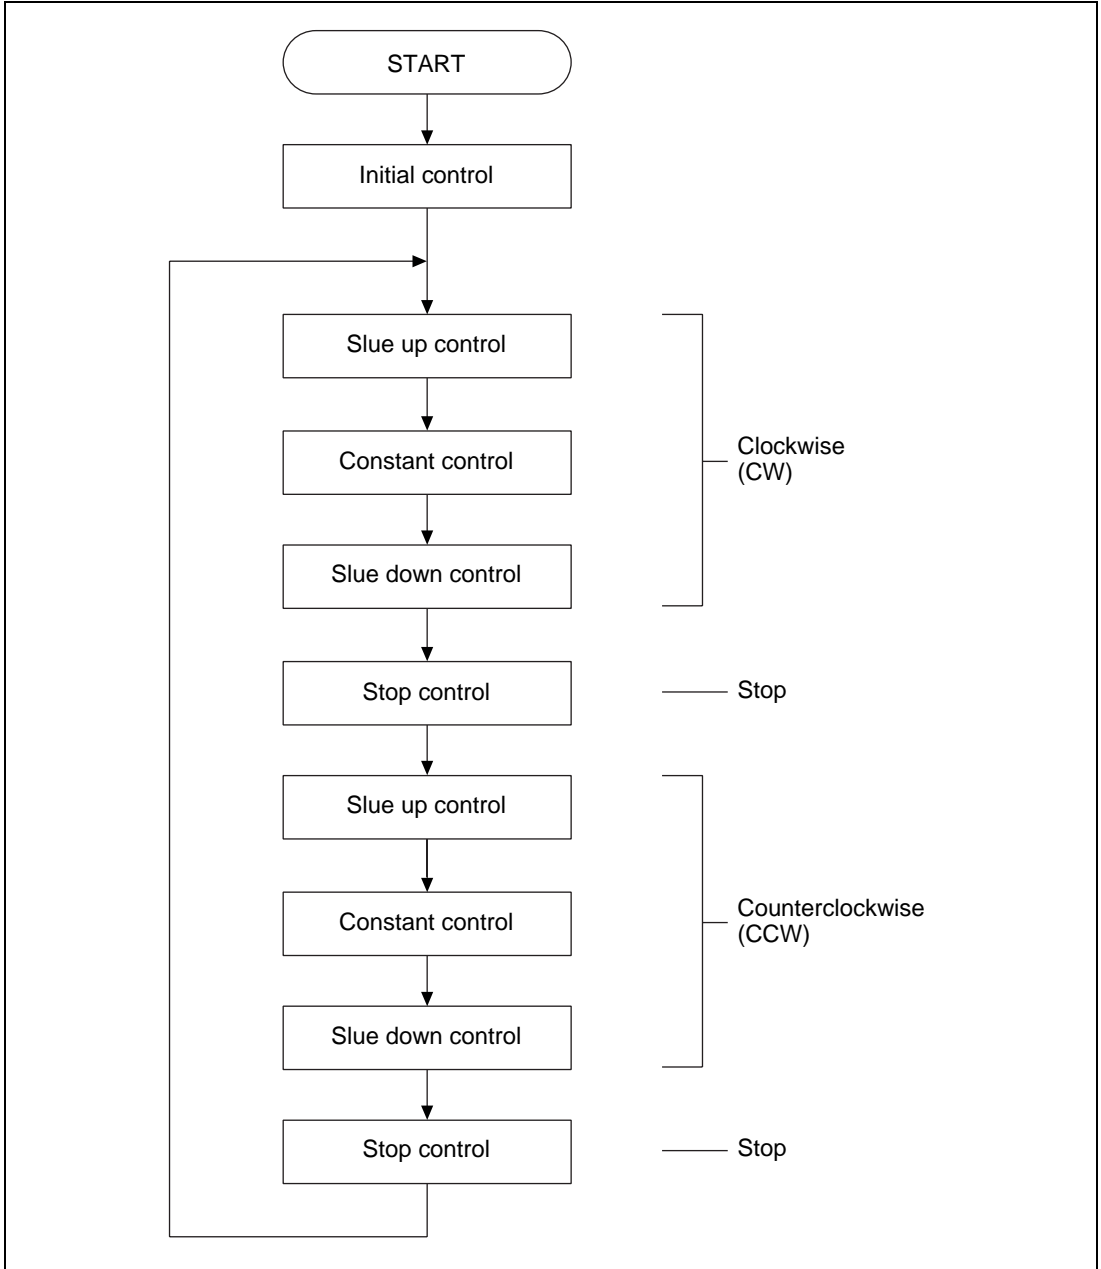 START
Initial control
Slue up control
Constant control
Clockwise
(CW)
Slue down control
Stop control
Stop
Slue up control
Constant control
Counterclockwise
(CCW)
Slue down control
Stop control
Stop